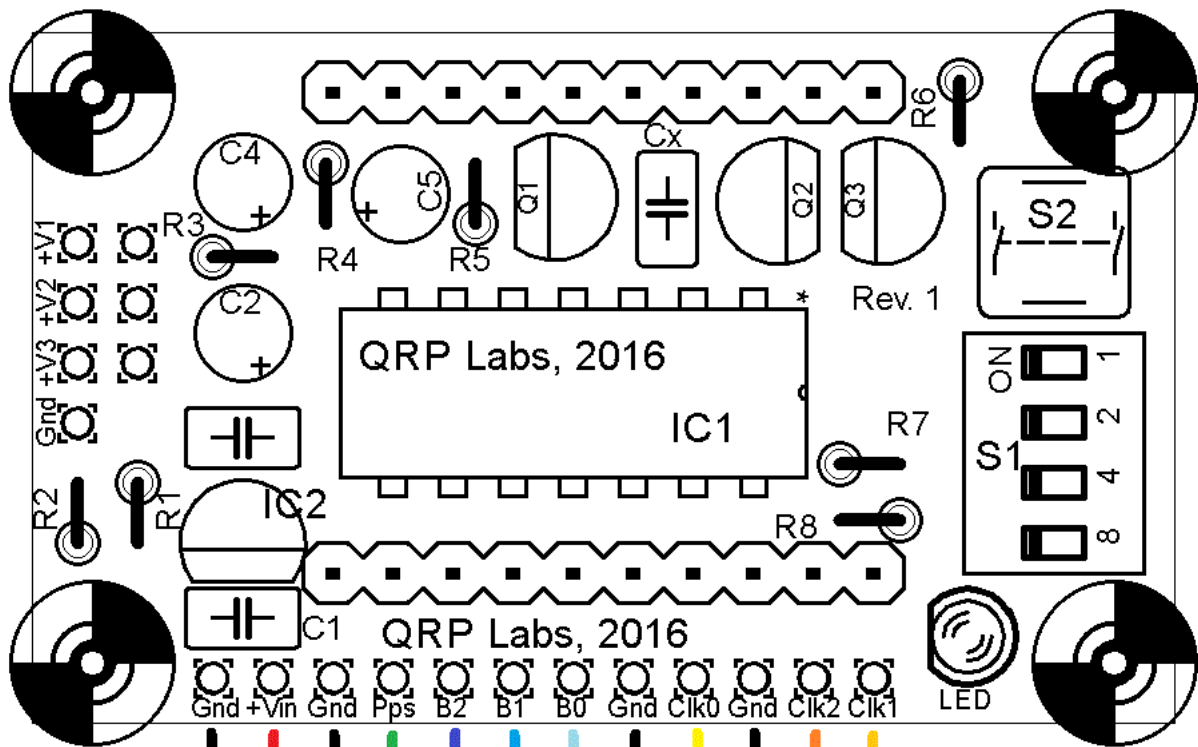 R6
Cx
C4
C5
Q1
Q2
Q3
S2
+V1
R3
R4
R5
+V2
C2
*
Rev. 1
+V3
QRP Labs, 2016
ON
1
2
Gnd
IC1
R7
S1
4
R2
R1
IC2
R8
8
C1
QRP Labs, 2016
Gnd +Vin Gnd Pps B2 B1 B0 Gnd Clk0 Gnd Clk2 Clk1
LED